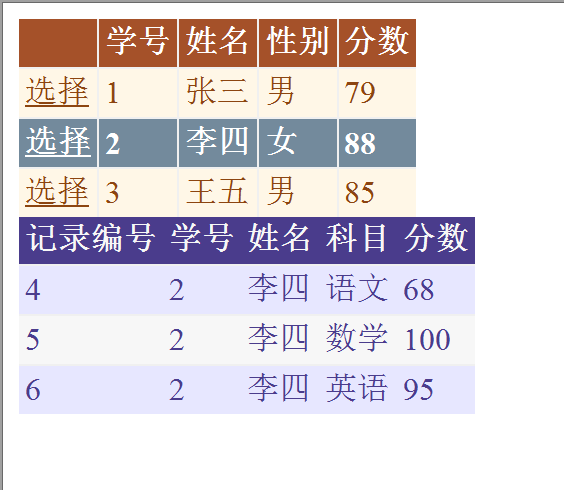 学号 姓名 性别 分数
选择 1 张三 男 79
选择 2 李四 女 88
选择 3 王五 男 85
记录编号 学号 姓名 科目 分数
4 2 李四 语文 68
5 2 李四 数学 100
6 2 李四 英语 95